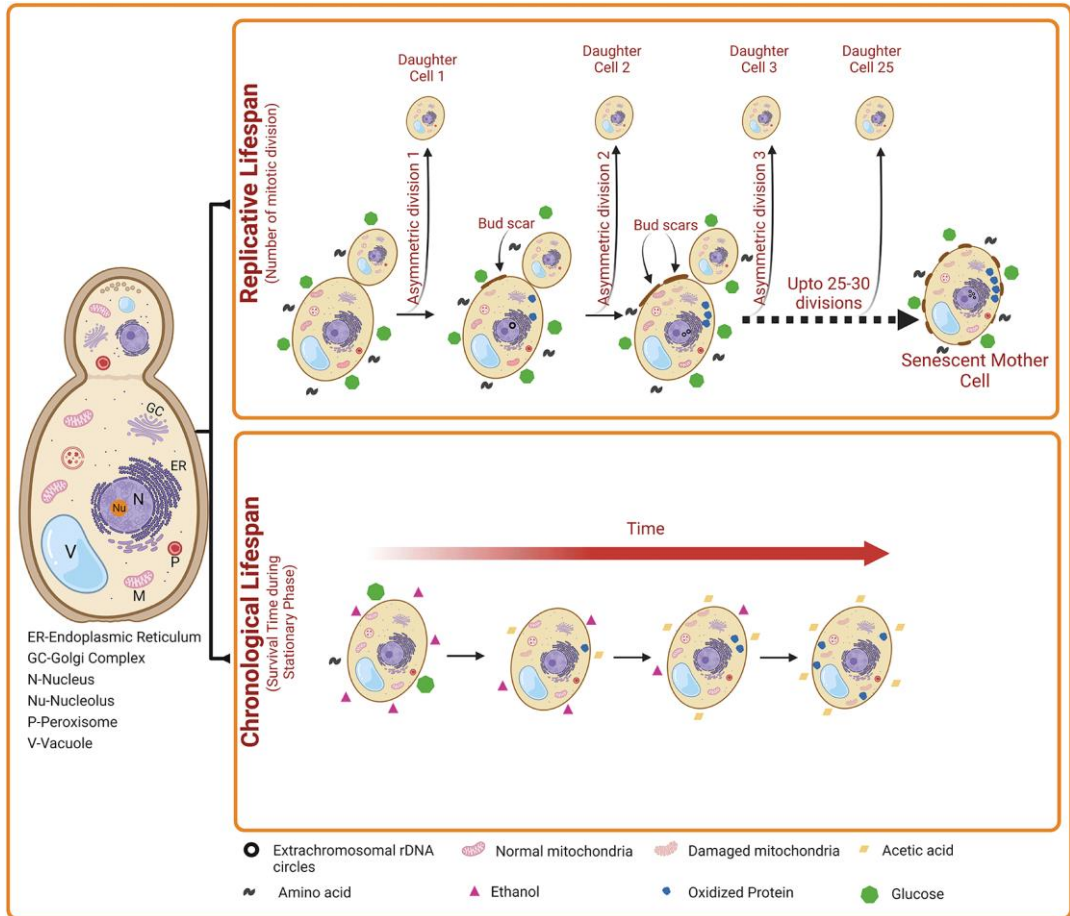 Replicative Lifespan
(Number of mitotic division)
Daughter
Cell 1
Daughter
Cell 2
Daughter
Cell 3
Daughter
Cell 25
Asymmetric division 1
Bud scar
Asymmetric division 2
Bud scars
Asymmetric division 3
Upto 25-30
divisions
Senescent Mother
Cell
GC
ER
N
Nu
V
P
M
ER-Endoplasmic Reticulum
GC-Golgi Complex
N-Nucleus
Nu-Nucleolus
P-Peroxisome
V-Vacuole
Chronological Lifespan
(Survival Time during
Stationary Phase)
Time
Extrachromosomal rDNA
circles
Normal mitochondria
Damaged mitochondria
Acetic acid
Amino acid
Ethanol
Oxidized Protein
Glucose